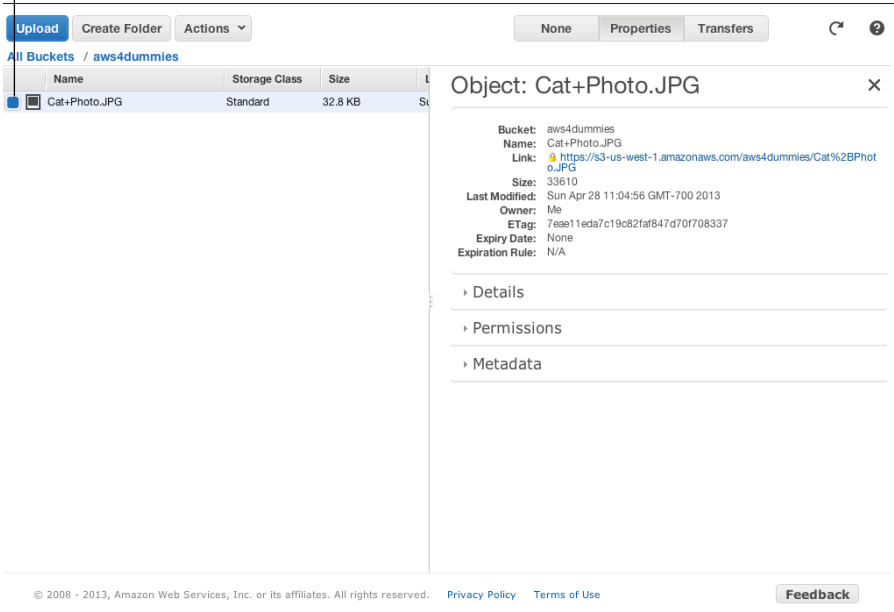 Upload Create Folder Actions None Properties Transfers
All Buckets / aws4dummies
Name Storage Class Size L
Cat+Photo.JPG Standard 32.8 KB Su
Object: Cat+Photo.JPG
Bucket: aws4dummies
Name: Cat+Photo.JPG
Link: https://s3-us-west-1.amazonaws.com/aws4dummies/Cat%2BPhot
o.JPG
Size: 33610
Last Modified: Sun Apr 28 11:04:56 GMT-700 2013
Owner: Me
ETag: 7eae11eda7c19c82faf847d70f708337
Expiry Date: None
Expiration Rule: N/A
Details
Permissions
Metadata
© 2008 - 2013, Amazon Web Services, Inc. or its affiliates. All rights reserved. Privacy Policy Terms of Use Feedback